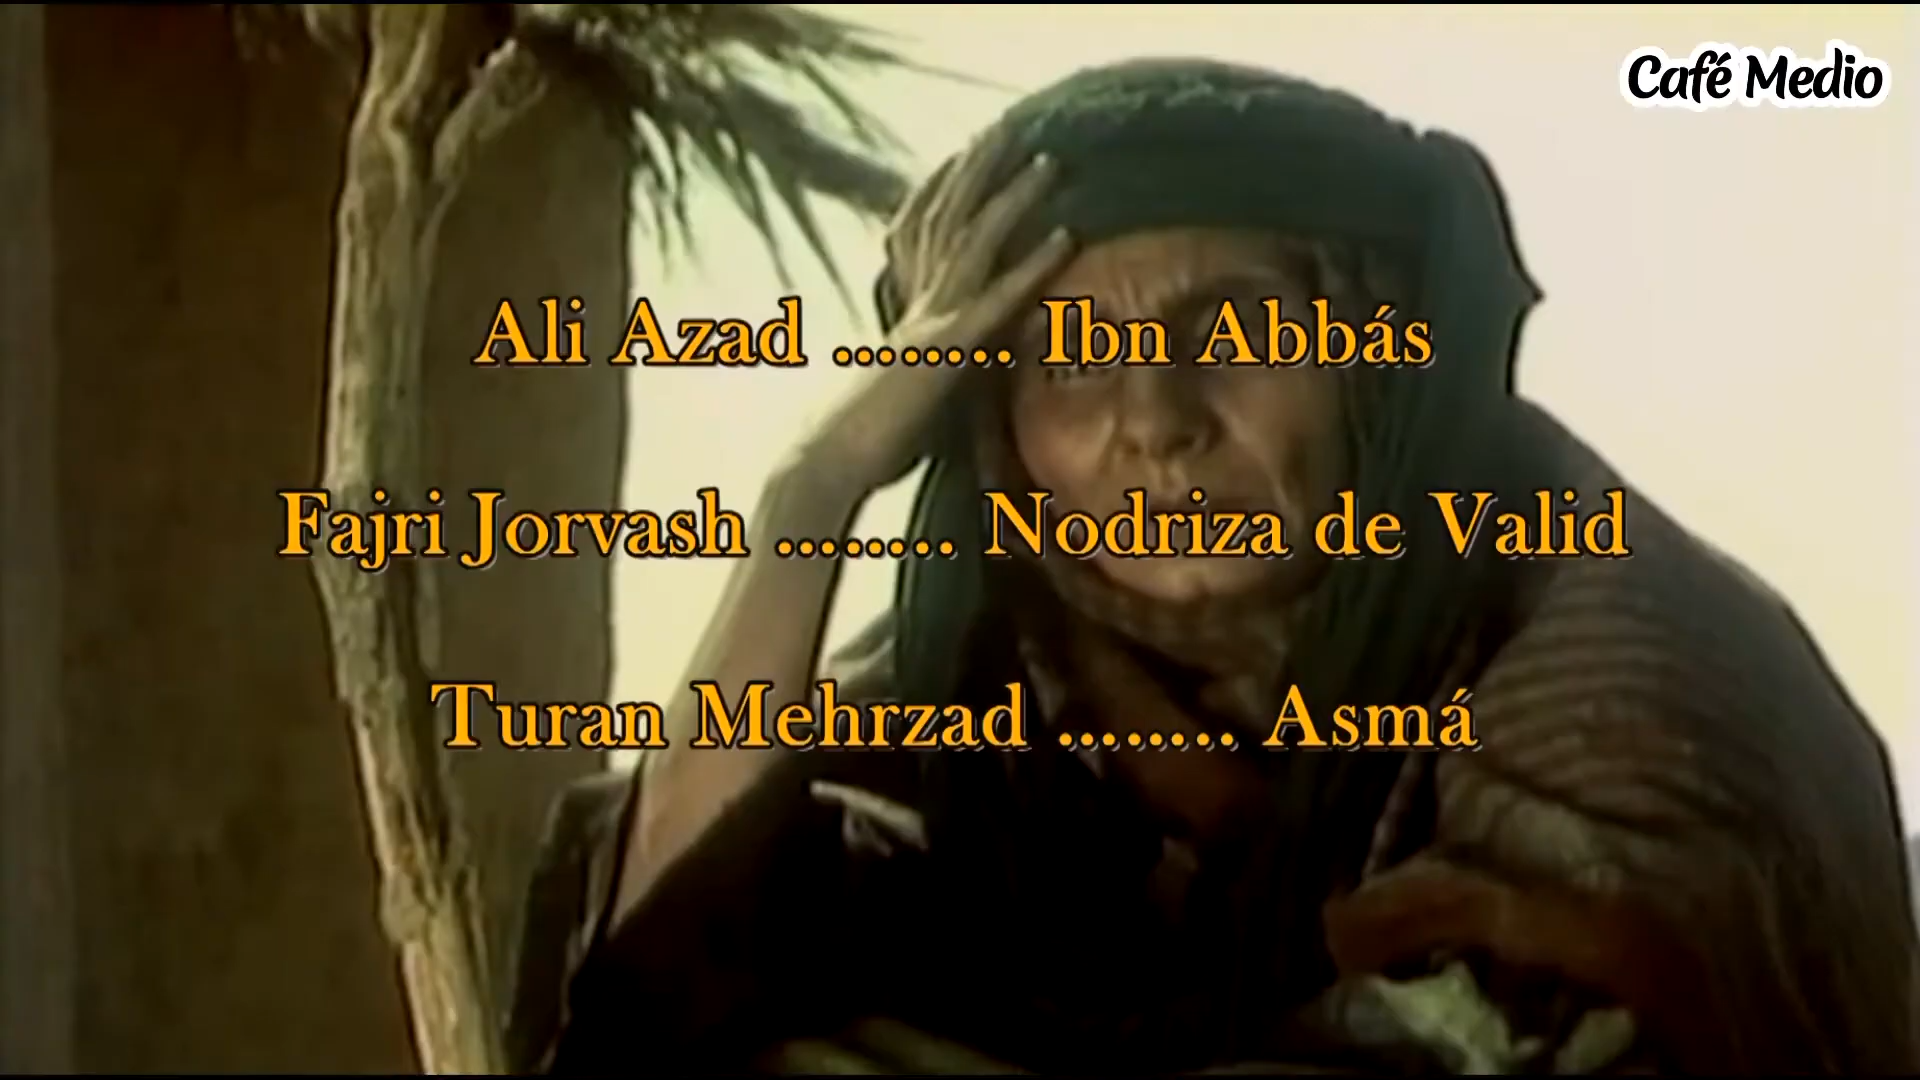 Café Medio
Ali Azad ........ Ibn Abbás
Fajri Jorvash ........ Nodriza de Valid
Turan Mehrzad ........ Asmá